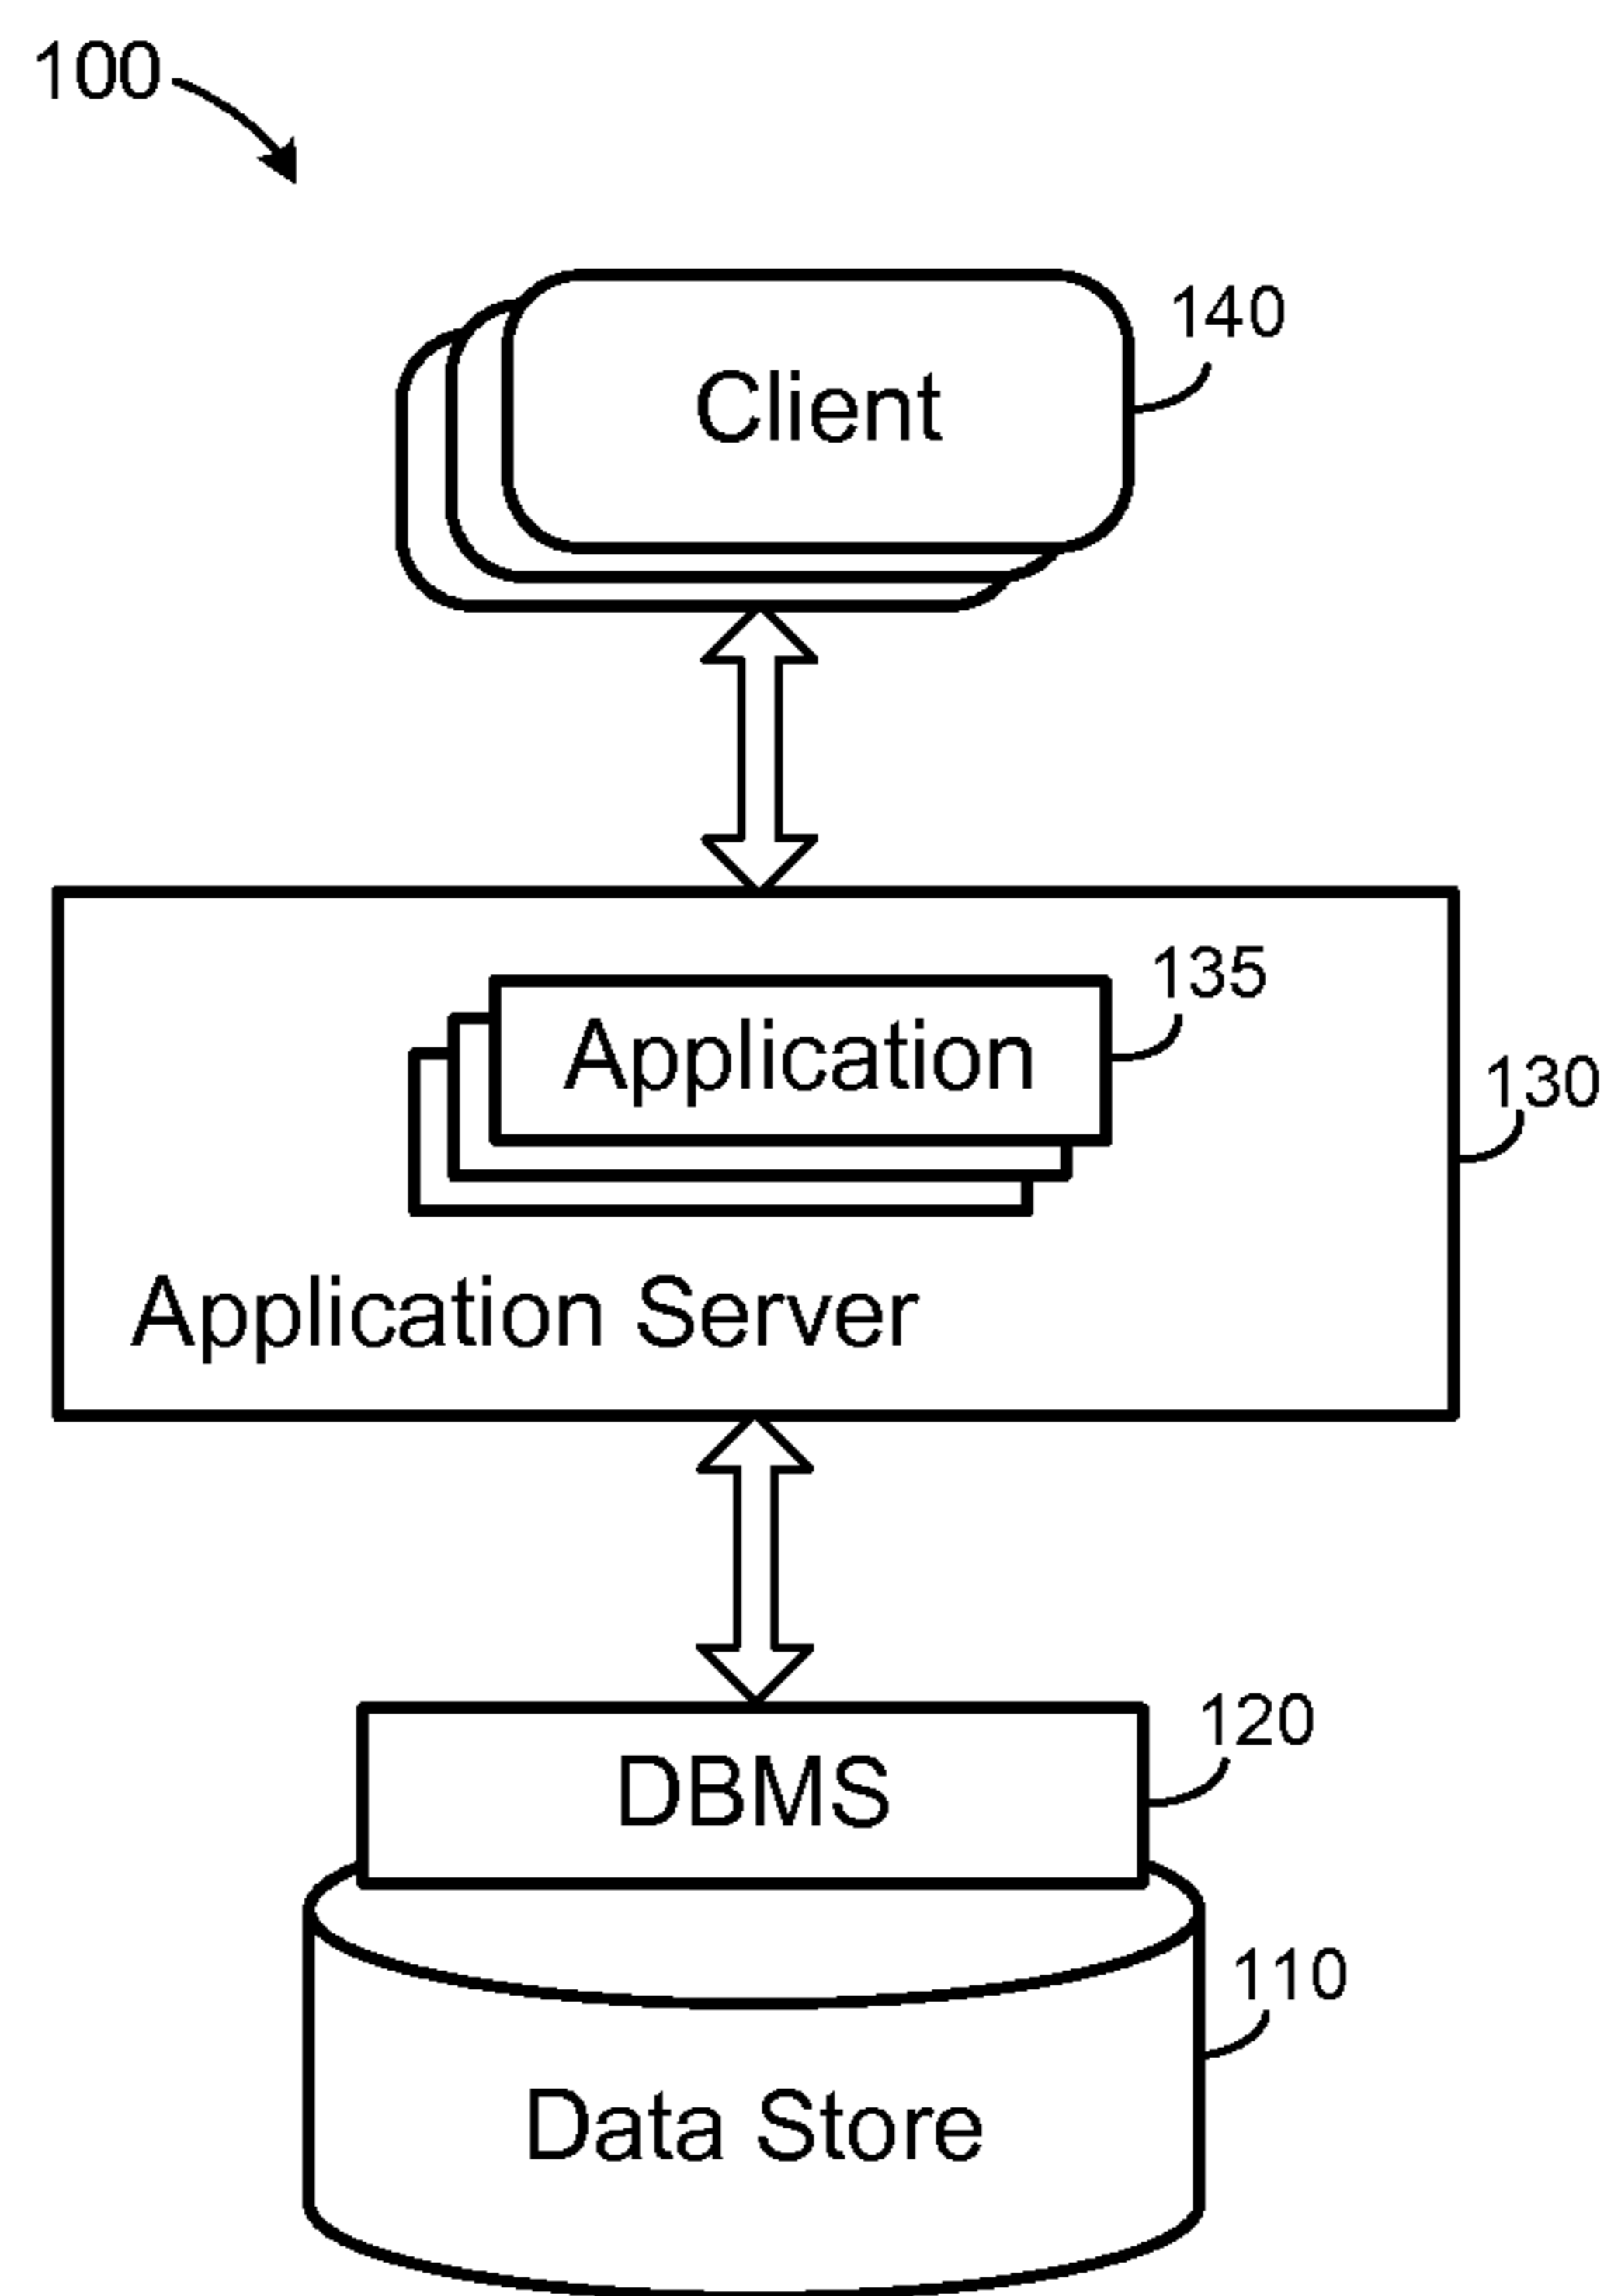 100
140
Client
135
Application
130
Application Server
120
DBMS
110
Data Store